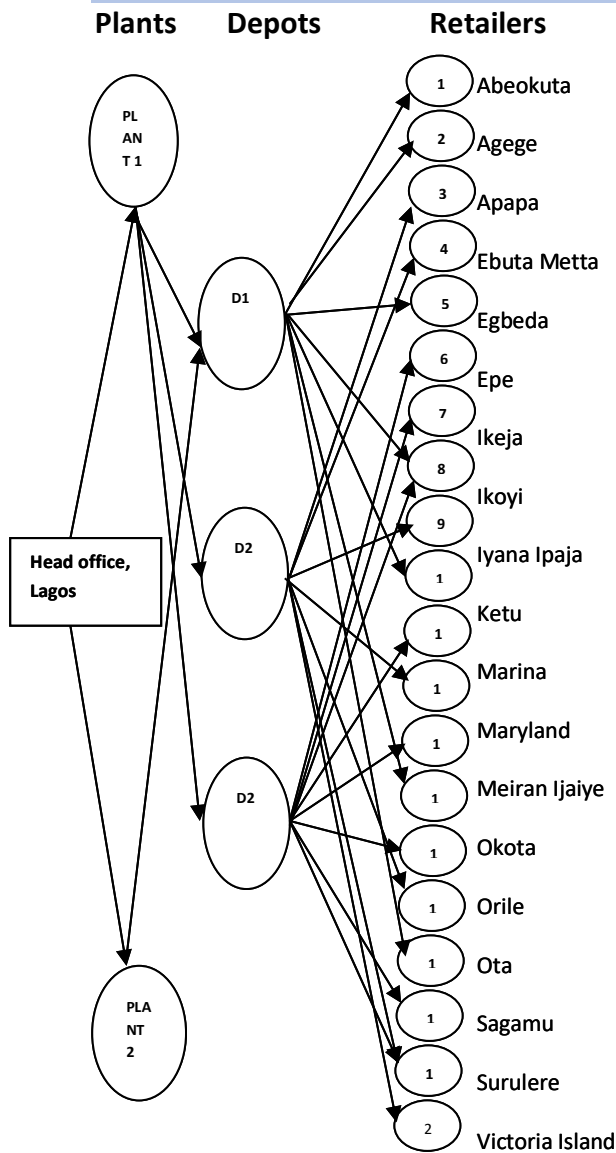 Plants Depots Retailers
PL
AN
T 1
D1
D2
D2
Head office,
Lagos
PLA
NT
2
1 Abeokuta
2 Agege
3 Apapa
4 Ebuta Metta
5 Egbeda
6 Epe
7 Ikeja
8 Ikoyi
9 Iyana Ipaja
1 Ketu
1 Marina
1 Maryland
1 Meiran Ijaiye
1 Okota
1 Orile
1 Ota
1 Sagamu
1 Surulere
1 Victoria Island
2